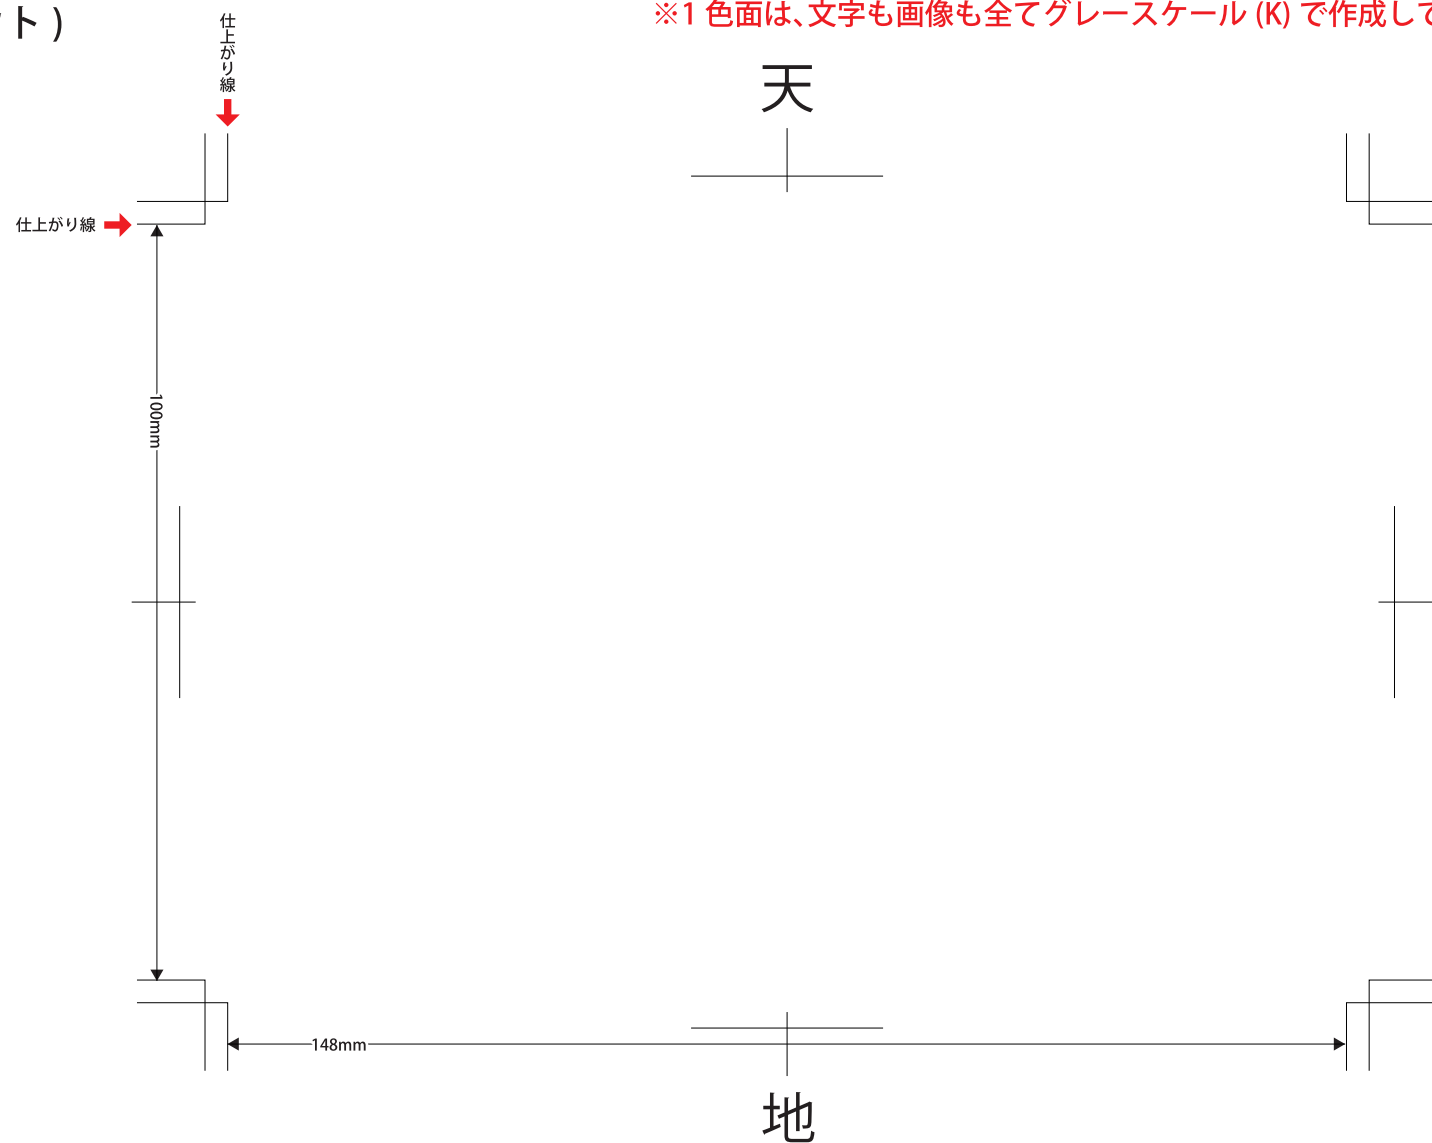 ト )
※1 色面は、文字も画像も全てグレースケール (K) で作成して
仕上がり線
天
仕上がり線
100mm
148mm
地